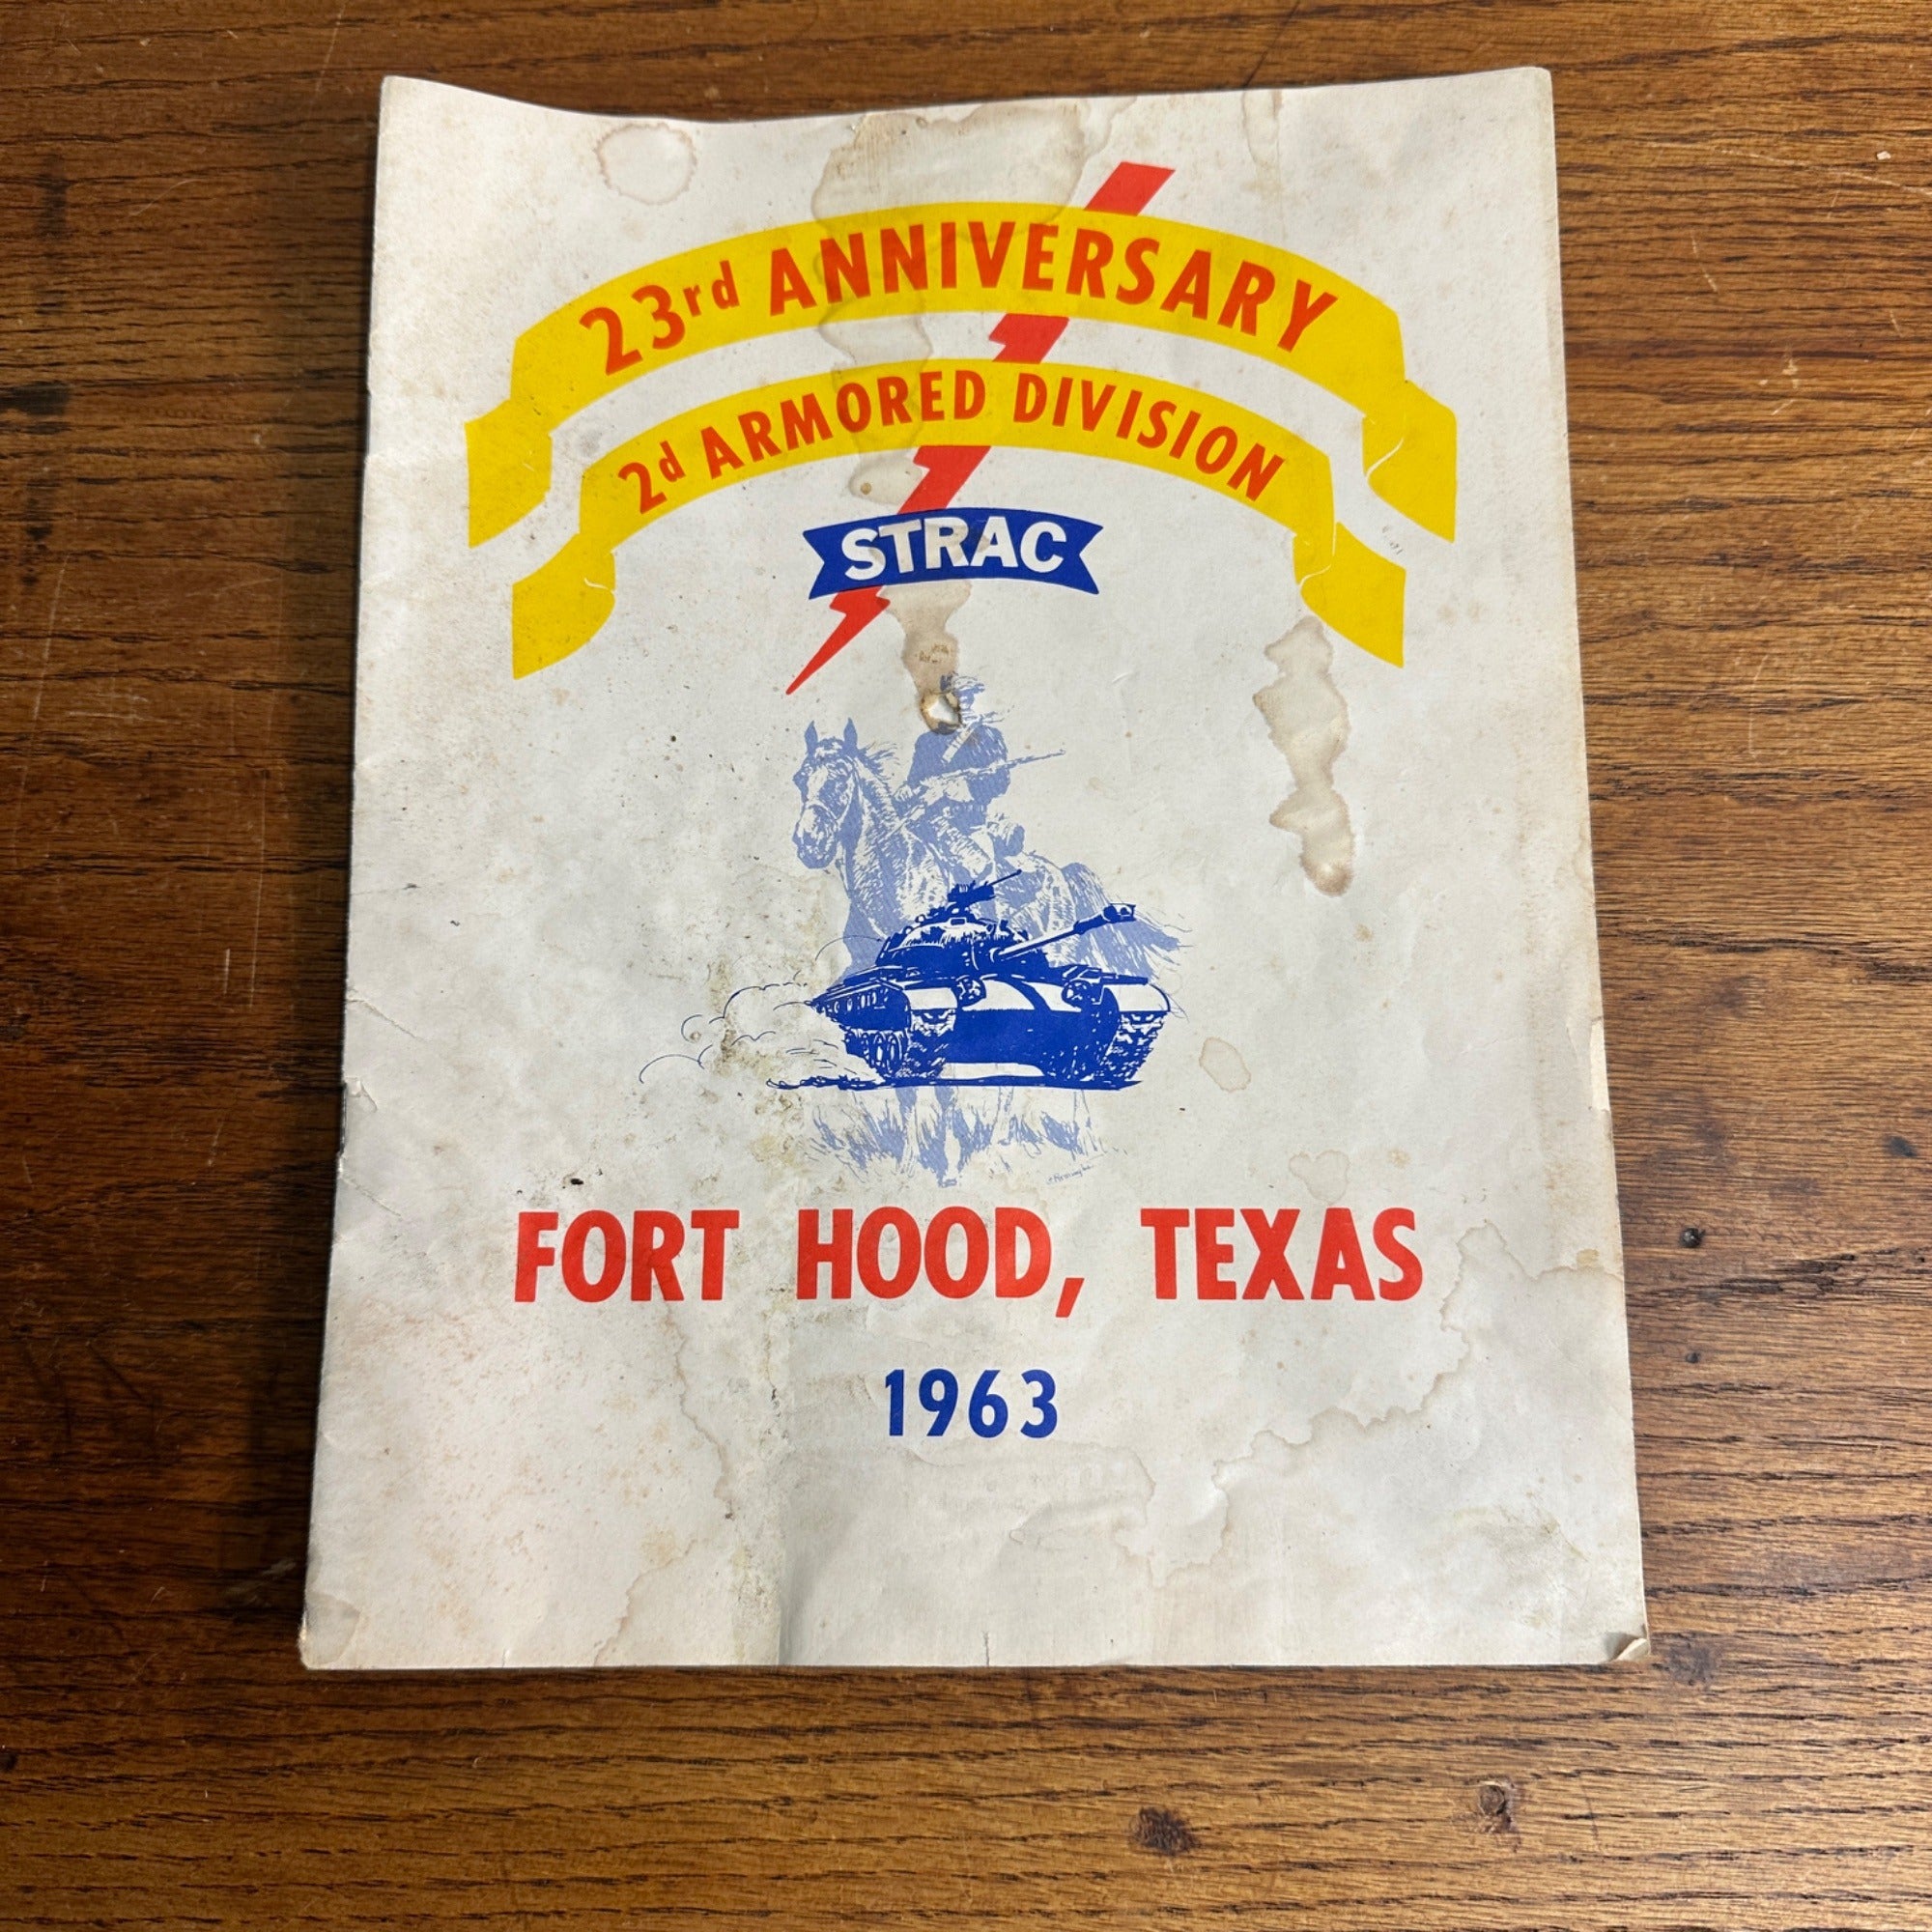 23rd ANNIVERSARY
2d ARMORED DIVISION
STRAC
FORT HOOD, TEXAS
1963